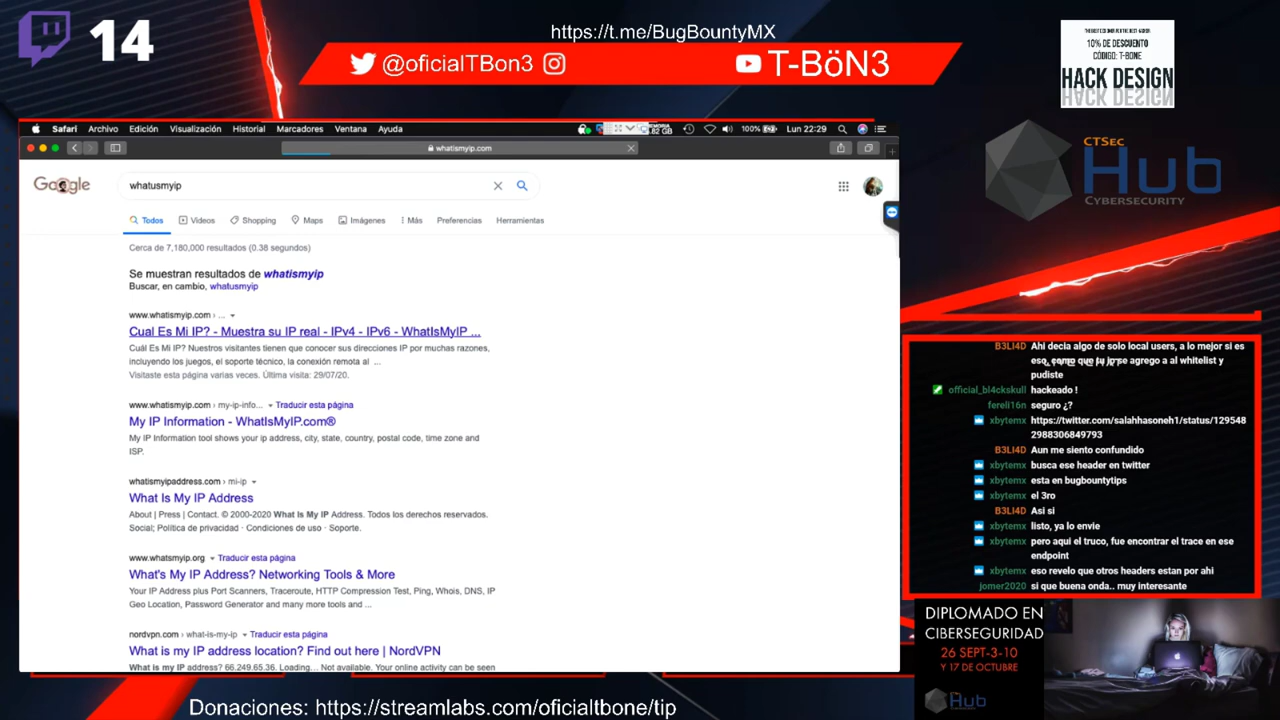 14
https://t.me/BugBountyMX
@oficialTBon3
T-BöN3
10% DE DESCUENTO
CÓDIGO: T-BONE
HACK DESIGN
CTSec
Hub
CYBERSECURITY
Safari Archivo Edición Visualización Historial Marcadores Ventana Ayuda
100% Lun 22:29
whatismyip.com
Google
whatusmyip
Todos Videos Shopping Maps Imágenes Más Preferencias Herramientas
Cerca de 7,180,000 resultados (0.38 segundos)
Se muestran resultados de whatismyip
Buscar, en cambio, whatusmyip
www.whatismyip.com › ...
Cual Es Mi IP? - Muestra su IP real - IPv4 - IPv6 - WhatIsMyIP ...
Cuál Es Mi IP? Nuestros visitantes tienen que conocer sus direcciones IP por muchas razones,
incluyendo los juegos, el soporte técnico, la conexión remota al ...
Visitaste esta página varias veces. Última visita: 29/07/20.
www.whatismyip.com › my-ip-info... Traducir esta página
My IP Information - WhatIsMyIP.com®
My IP Information tool shows your ip address, city, state, country, postal code, time zone and
ISP.
whatismyipaddress.com › mi-ip
What Is My IP Address
About | Press | Contact. © 2000-2020 What Is My IP Address. Todos los derechos reservados.
Social; Política de privacidad · Condiciones de uso · Soporte.
www.whatsmyip.org Traducir esta página
What's My IP Address? Networking Tools & More
Your IP Address plus Port Scanners, Traceroute, HTTP Compression Test, Ping, Whois, DNS, IP
Geo Location, Password Generator and many more tools and ...
nordvpn.com › what-is-my-ip Traducir esta página
What is my IP address location? Find out here | NordVPN
What is my IP address? 66.249.65.36. Loading... Not available. Your online activity can be seen
B3LI4D Ahi decia algo de solo local users, a lo mejor si es
eso, como que tu ip se agrego a al whitelist y
pudiste
official_bl4ckskull hackeado !
fereli16n seguro ¿?
xbytemx https://twitter.com/salahhasoneh1/status/129548
2988306849793
B3LI4D Aun me siento confundido
xbytemx busca ese header en twitter
xbytemx esta en bugbountytips
xbytemx el 3ro
B3LI4D Asi si
xbytemx listo, ya lo envie
xbytemx pero aqui el truco, fue encontrar el trace en ese
endpoint
xbytemx eso revelo que otros headers estan por ahi
jomer2020 si que buena onda.. muy interesante
DIPLOMADO EN
CIBERSEGURIDAD
26 SEPT-3-10
Y 17 DE OCTUBRE
Hub
Donaciones: https://streamlabs.com/oficialtbone/tip